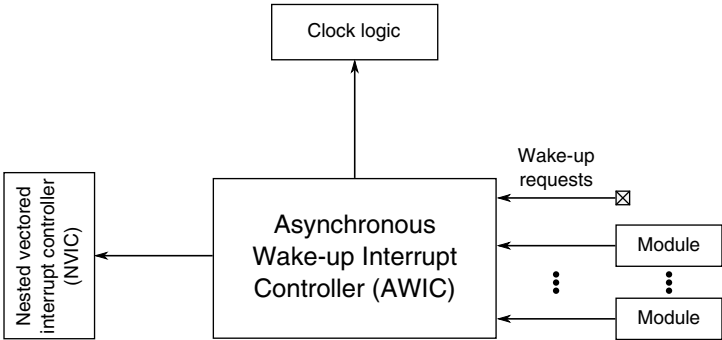 Clock logic
Wake-up
requests
Nested vectored
interrupt controller
(NVIC)
Asynchronous
Wake-up Interrupt
Controller (AWIC)
Module
Module